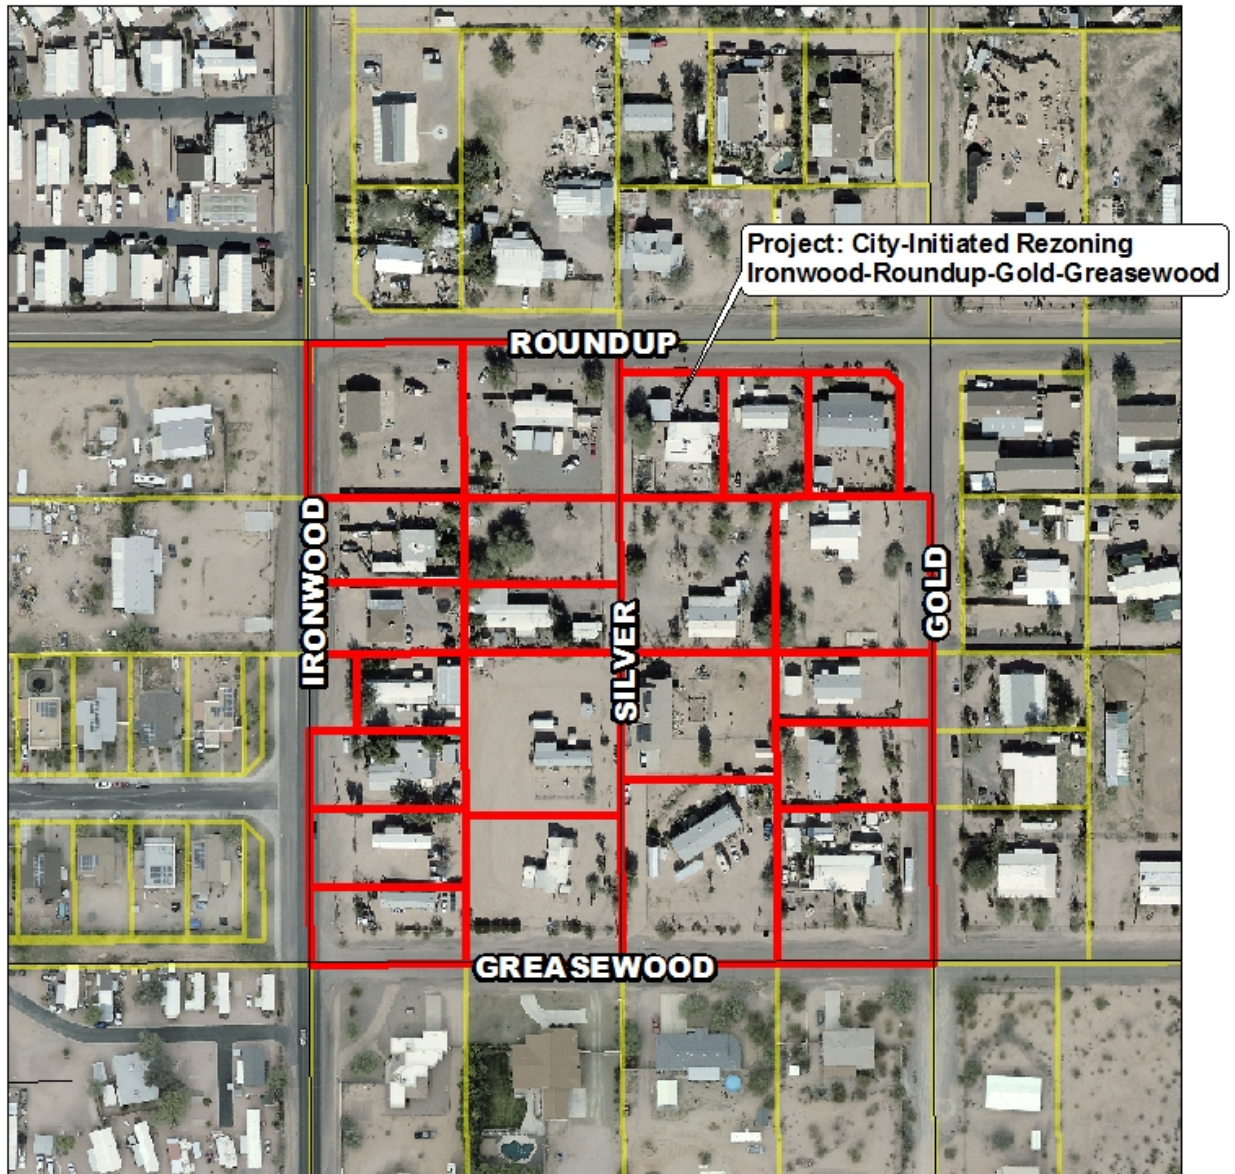 Project: City-Initiated Rezoning
Ironwood-Roundup-Gold-Greasewood
ROUNDUP
IRONWOOD
SILVER
GOLD
GREASEWOOD